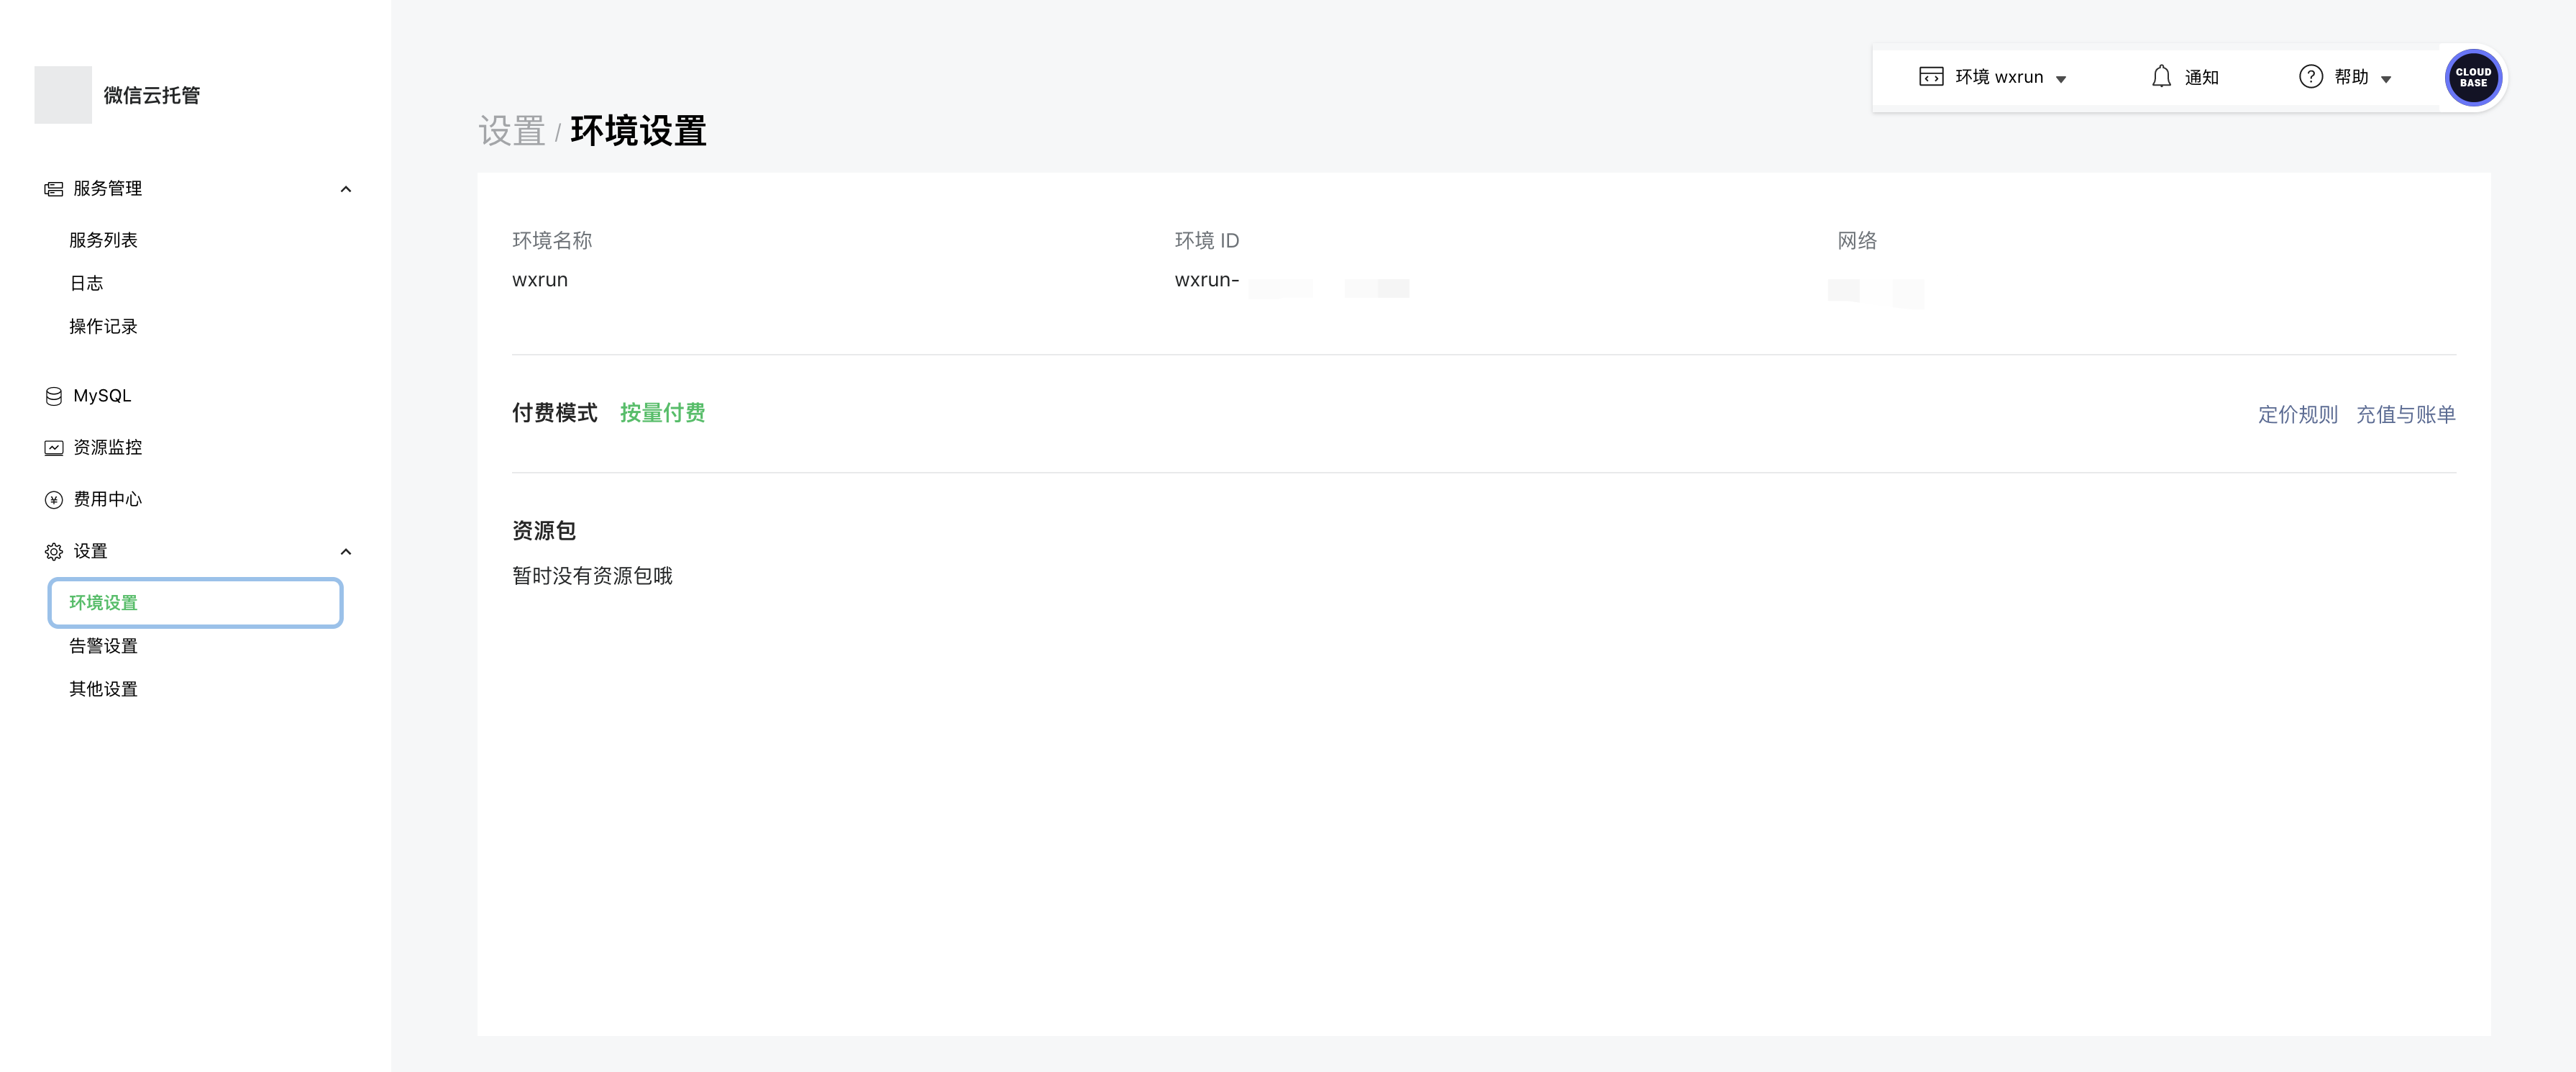 微信云托管
服务管理
服务列表
日志
操作记录
MySQL
资源监控
费用中心
设置
环境设置
告警设置
其他设置
环境 wxrun
通知
帮助
CLOUD
BASE
设置 / 环境设置
环境名称
wxrun
环境 ID
wxrun-
网络
付费模式 按量付费
定价规则 充值与账单
资源包
暂时没有资源包哦